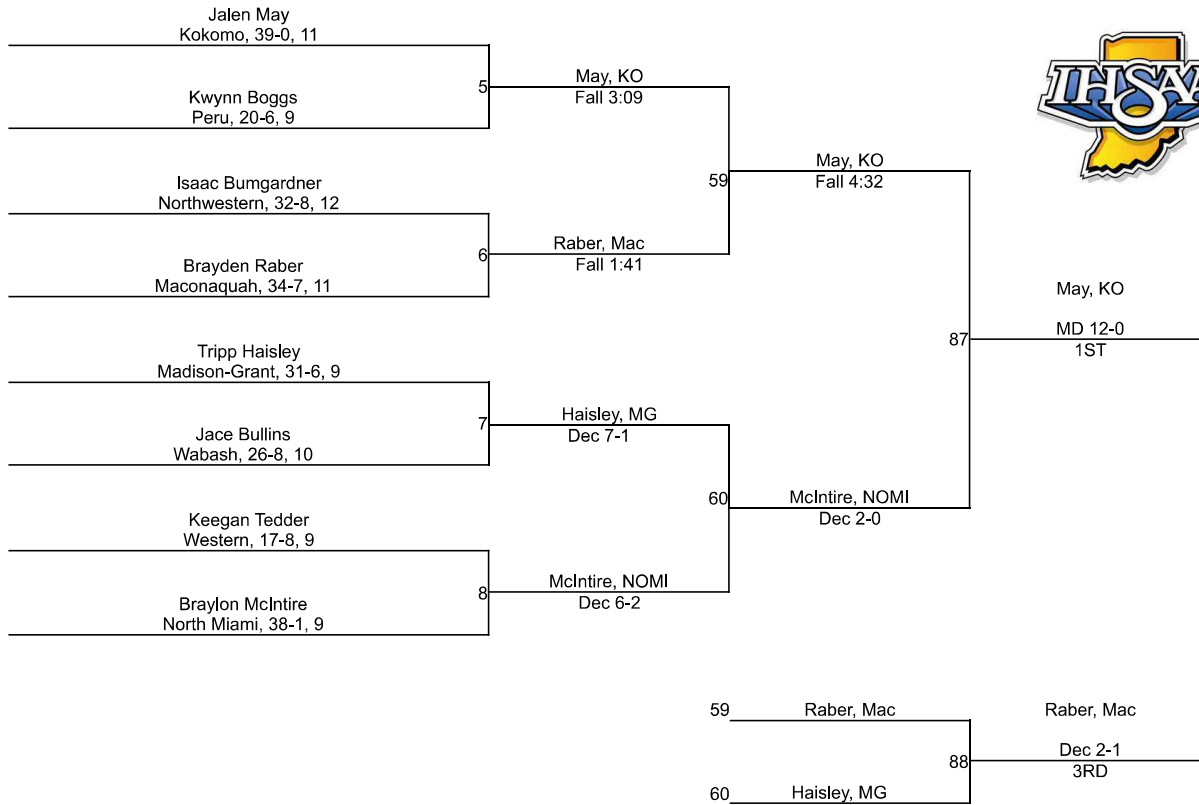 Jalen May
Kokomo, 39-0, 11
5
Kwynn Boggs
Peru, 20-6, 9
May, KO
Fall 3:09
Isaac Bumgardner
Northwestern, 32-8, 12
6
Brayden Raber
Maconaquah, 34-7, 11
Raber, Mac
Fall 1:41
59
May, KO
Fall 4:32
Tripp Haisley
Madison-Grant, 31-6, 9
7
Jace Bullins
Wabash, 26-8, 10
Haisley, MG
Dec 7-1
Keegan Tedder
Western, 17-8, 9
8
Braylon McIntire
North Miami, 38-1, 9
McIntire, NOMI
Dec 6-2
60
McIntire, NOMI
Dec 2-0
87
May, KO
MD 12-0
1ST
IHSAA
59
Raber, Mac
88
60
Haisley, MG
Raber, Mac
Dec 2-1
3RD